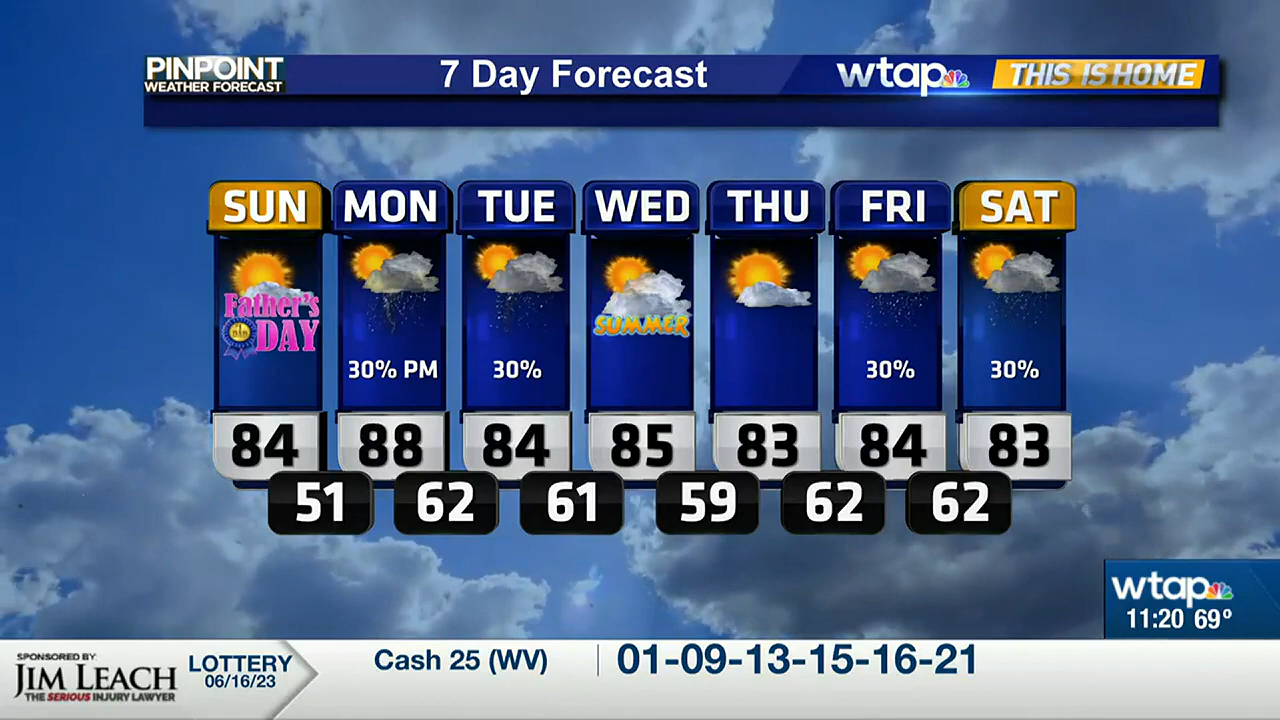 PINPOINT
WEATHER FORECAST
7 Day Forecast
wtap
THIS IS HOME
SUN MON TUE WED THU FRI SAT
Father's
DAY
SUMMER
30% PM 30% 30% 30%
84 88 84 85 83 84 83
51 62 61 59 62 62
wtap
11:20 69°
SPONSORED BY:
JIM LEACH
THE SERIOUS INJURY LAWYER
LOTTERY
06/16/23
Cash 25 (WV)
01-09-13-15-16-21